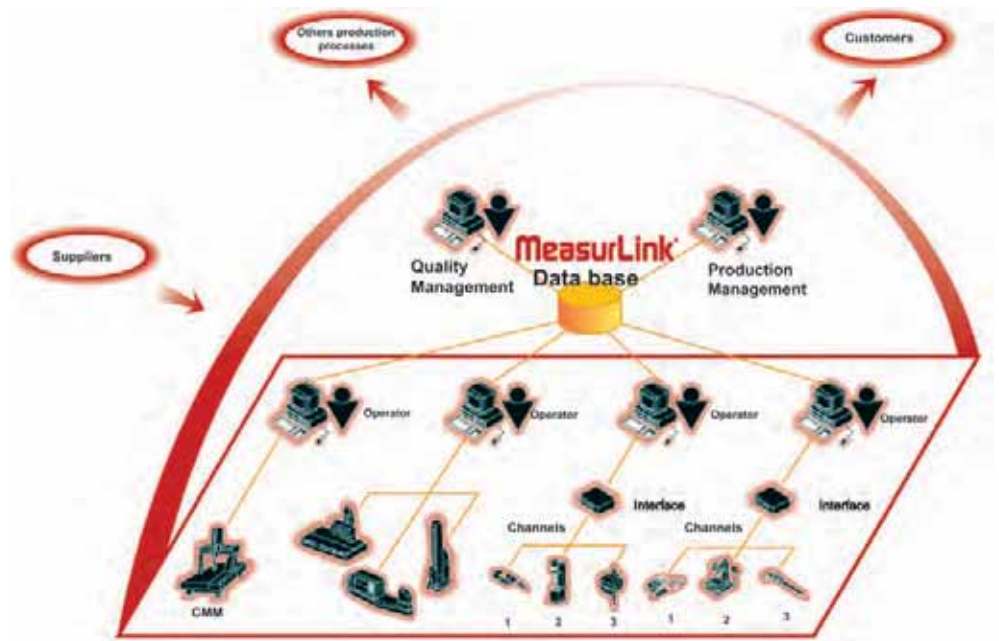 Others production
processes
Customers
Suppliers
MeasurLink®
Data base
Quality
Management
Production
Management
Operator
Operator
Operator
Operator
Interface
Interface
Channels
Channels
CMM
1
2
3
1
2
3